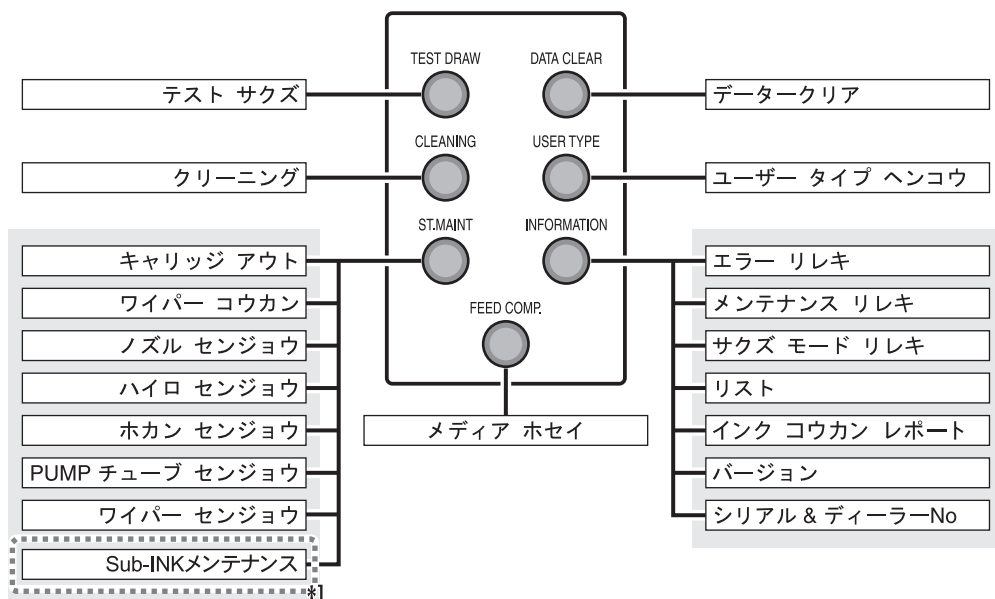 TEST DRAW
DATA CLEAR
テスト サクズ
データークリア
CLEANING
USER TYPE
クリーニング
ユーザー タイプ ヘンコウ
ST.MAINT
INFORMATION
キャリッジ アウト
エラー リレキ
ワイパー コウカン
メンテナンス リレキ
FEED COMP.
ノズル センジョウ
サクズ モード リレキ
ハイロ センジョウ
リスト
ホカン センジョウ
メディア ホセイ
インク コウカン レポート
PUMP チューブ センジョウ
バージョン
ワイパー センジョウ
シリアル & ディーラーNo
Sub-INKメンテナンス
*1